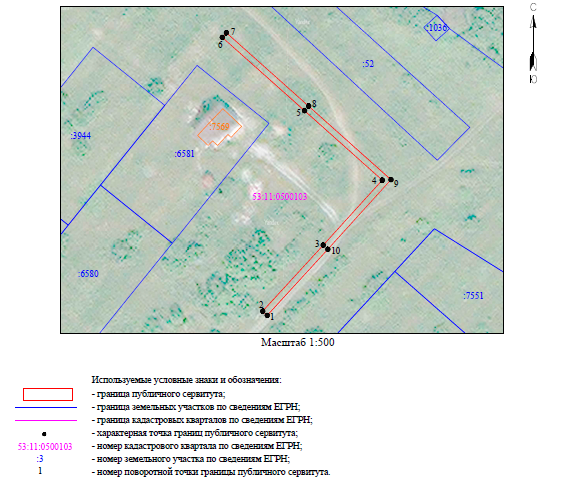 С
Ю
:1036
7
6
:52
8
5
:7569
:3944
:6581
4
9
53:11:0500103
3
10
:6580
:7551
2
1
Масштаб 1:500
Используемые условные знаки и обозначения:
- граница публичного сервитута;
- граница земельных участков по сведениям ЕГРН;
- граница кадастровых кварталов по сведениям ЕГРН;
- характерная точка границ публичного сервитута;
53:11:0500103 - номер кадастрового квартала по сведениям ЕГРН;
:3 - номер земельного участка по сведениям ЕГРН;
1 - номер поворотной точки границы публичного сервитута.